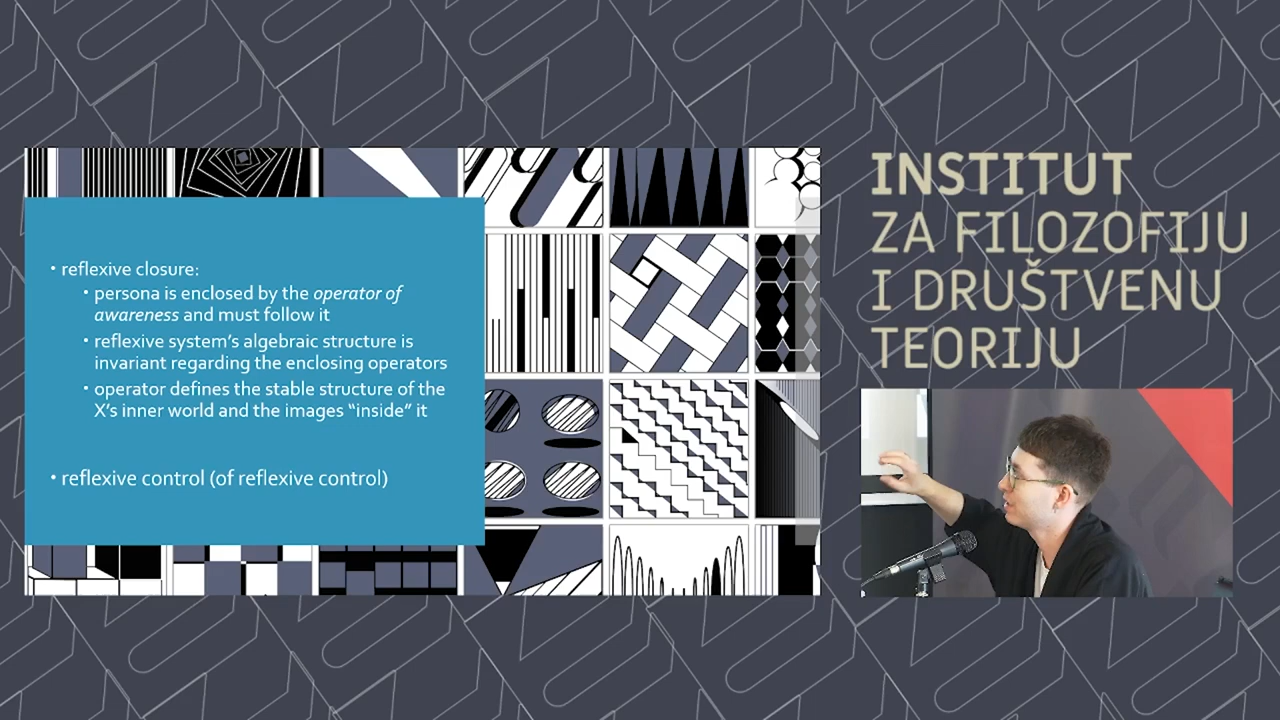 • reflexive closure:
• persona is enclosed by the operator of
awareness and must follow it
• reflexive system's algebraic structure is
invariant regarding the enclosing operators
• operator defines the stable structure of the
X's inner world and the images “inside” it
• reflexive control (of reflexive control)
INSTITUT
ZA FILOZOFIJU
I DRUŠTVENU
TEORIJU